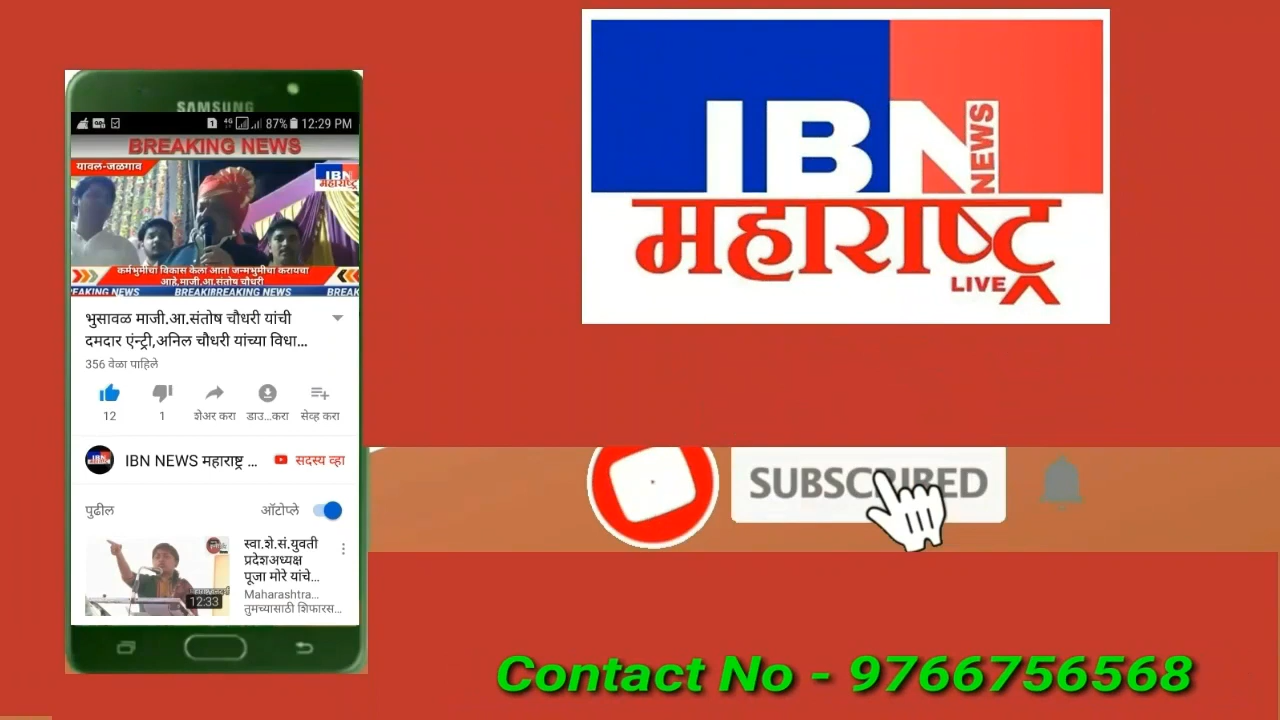 SAMSUNG
4G 87% 12:29 PM
BREAKING NEWS
यावल-जळगाव
IBN
महाराष्ट्र
कर्मभुमीचा विकास केला आता जन्मभुमीचा करायचा
आहे.माजी.आ.संतोष चौधरी
EAKING NEWS BREAKIBREAKING NEWS BREAK
भुसावळ माजी.आ.संतोष चौधरी यांची
दमदार एंन्ट्री,अनिल चौधरी यांच्या विधा...
356 वेळा पाहिले
12 1 शेअर करा डाउ...करा सेव्ह करा
IBN NEWS महाराष्ट्र ... सदस्य व्हा
पुढील ऑटोप्ले
स्वा.शे.सं.युवती
प्रदेशअध्यक्ष
पूजा मोरे यांचे...
Maharashtra...
तुमच्यासाठी शिफारस...
12:33
IBN NEWS
महाराष्ट्र
LIVE
SUBSCRIBED
Contact No - 9766756568